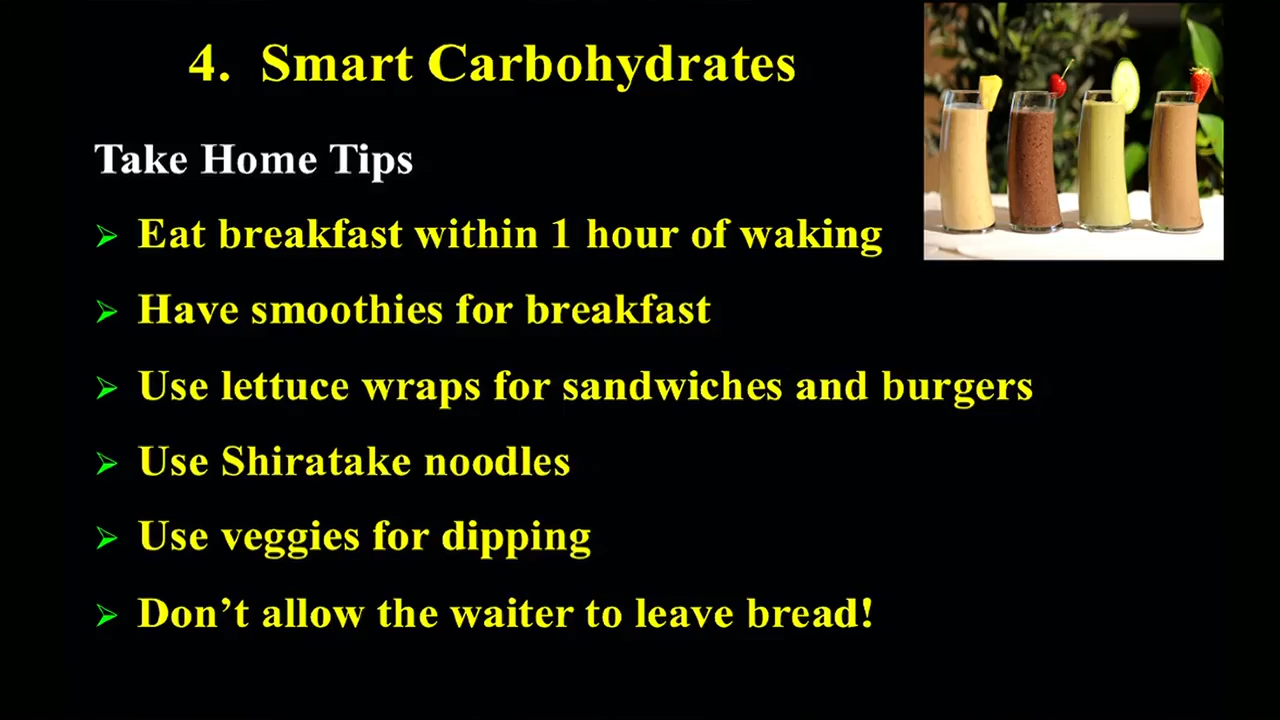 4. Smart Carbohydrates
Take Home Tips
Eat breakfast within 1 hour of waking
Have smoothies for breakfast
Use lettuce wraps for sandwiches and burgers
Use Shiratake noodles
Use veggies for dipping
Don’t allow the waiter to leave bread!